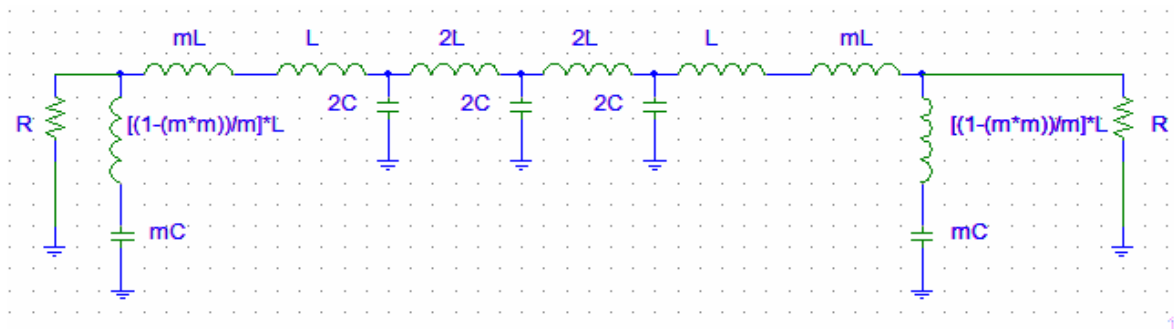 mL L 2L 2L L mL
2C 2C 2C
R [(1-(m*m))/m]*L [(1-(m*m))/m]*L R
mC mC